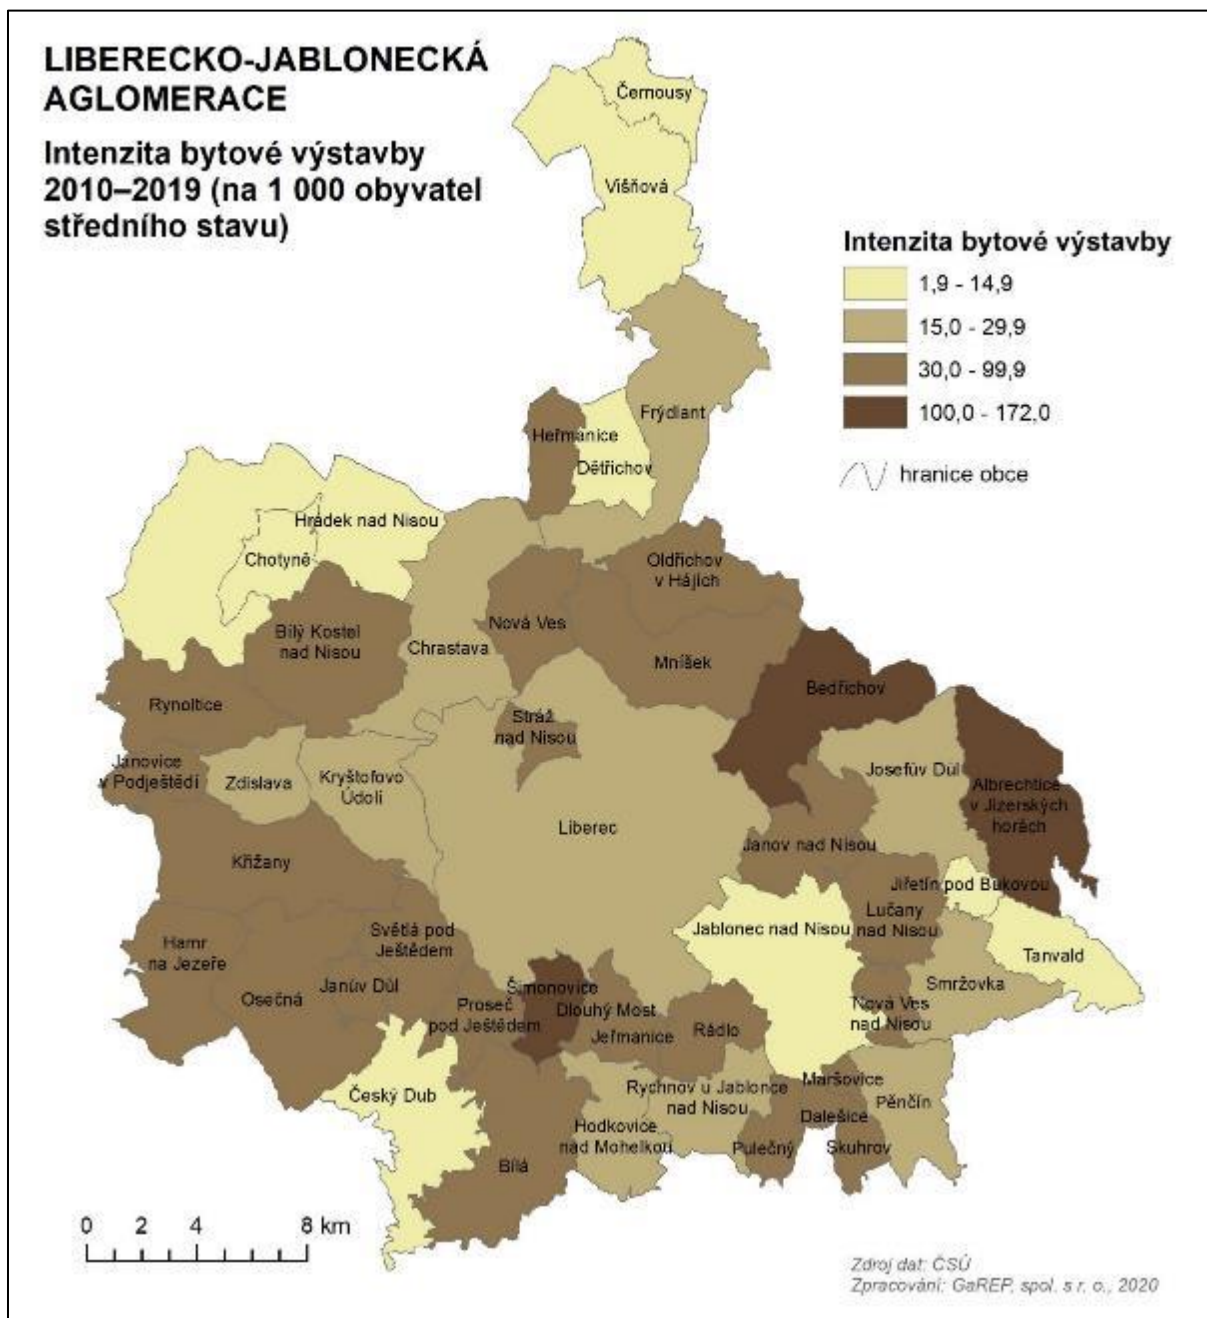 LIBERECKO-JABLONECKÁ
AGLOMERACE
Intenzita bytové výstavby
2010–2019 (na 1 000 obyvatel
středního stavu)
Intenzita bytové výstavby
1,9 - 14,9
15,0 - 29,9
30,0 - 99,9
100,0 - 172,0
hranice obce
Černousy
Višňová
Frýdlant
Heřmanice
Dětřichov
Hrádek nad Nisou
Chotyně
Oldřichov
v Hájích
Nová Ves
Bílý Kostel
nad Nisou
Chrastava
Mníšek
Bedřichov
Rynoltice
Stráž
nad Nisou
Janovice
v Podještědí
Zdislava
Kryštofovo
Údolí
Josefův Důl
Albrechtice
v Jizerských
horách
Liberec
Janov nad Nisou
Křižany
Jiřetín pod Bukovou
Lučany
nad Nisou
Jablonec nad Nisou
Světlá pod
Ještědem
Hamr
na Jezeře
Tanvald
Smržovka
Osečná
Janův Důl
Šimonovice
Proseč
pod Ještědem
Dlouhý Most
Jeřmanice
Rádlo
Nová Ves
nad Nisou
Maršovice
Český Dub
Rychnov u Jablonce
nad Nisou
Dalešice
Pěnčín
Hodkovice
nad Mohelkou
Pulečný
Skuhrov
Bílá
0 2 4 8 km
Zdroj dat: ČSÚ
Zpracování: GaREP, spol. s r. o., 2020